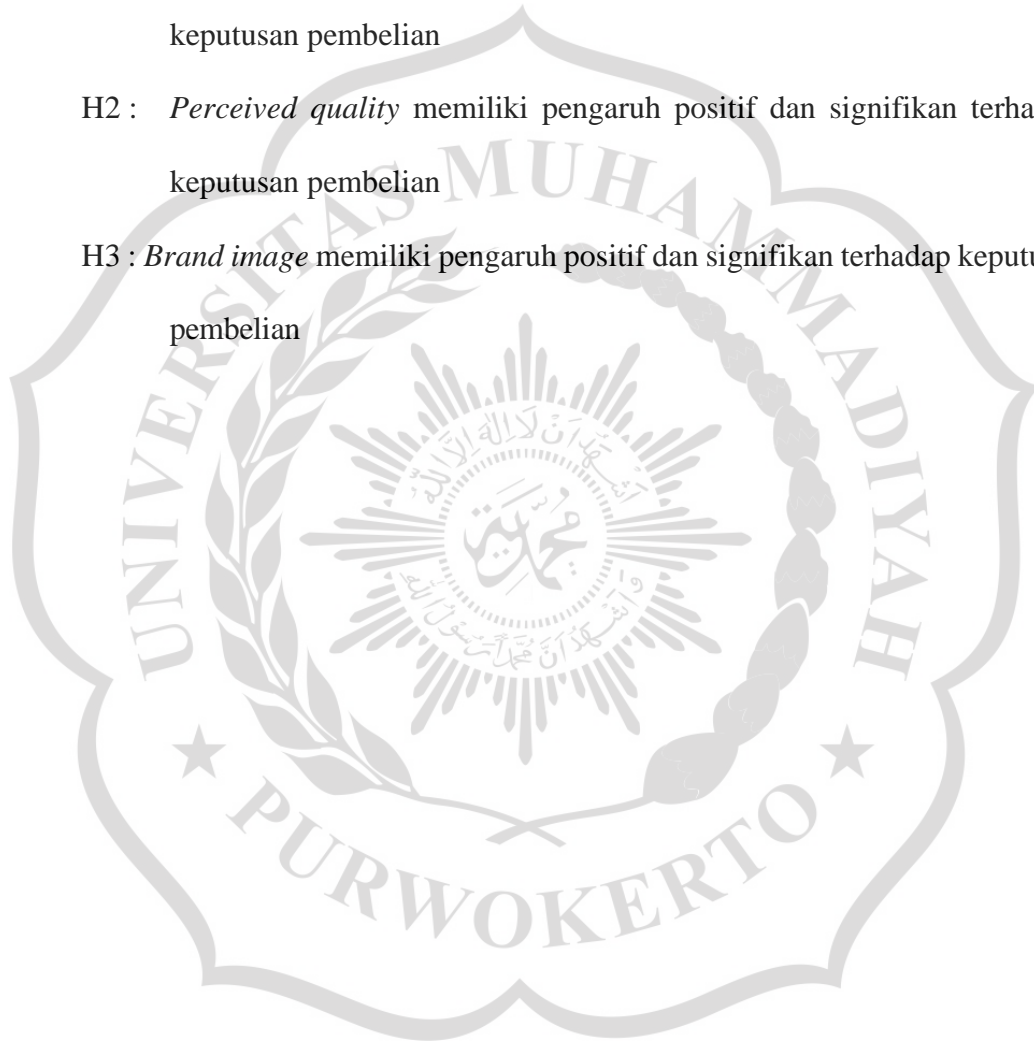 keputusan pembelian
H2 : Perceived quality memiliki pengaruh positif dan signifikan terha
keputusan pembelian
H3 : Brand image memiliki pengaruh positif dan signifikan terhadap keputu
pembelian
UNIVERSITAS MUHAMMADIYAH
PURWOKERTO